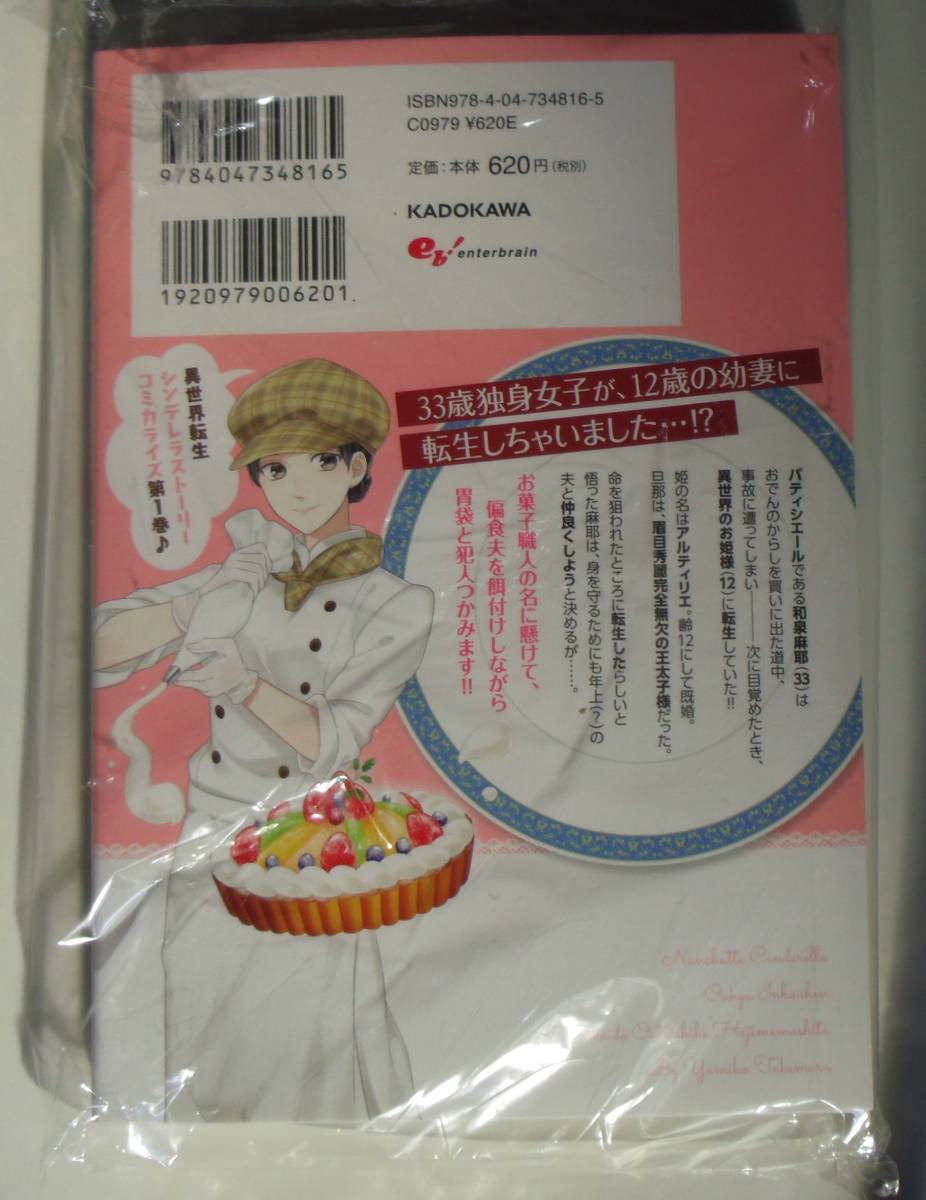 ISBN978-4-04-734816-5
C0979 ¥620E
定価:本体 620円(税別)
KADOKAWA
eb! enterbrain
9784047348165
1920979006201
異世界転生
シンデレラストーリー
コミカライズ第1巻♪
33歳独身女子が、12歳の幼妻に
転生しちゃいました…!?
パティシエールである和泉麻耶(33)は
おでんのからしを買いに出た道中、
事故に遭ってしまい――次に目覚めたとき、
異世界のお姫様(12)に転生していた!!
姫の名はアルティリエ。齢12にして既婚。
旦那は、眉目秀麗完全無欠の王太子様だった。
命を狙われたところに転生したらしいと
悟った麻耶は、身を守るためにも年上(?)の
夫と仲良くしようと決めるが……。
お菓子職人の名に懸けて、
偏食夫を餌付けしながら
胃袋と犯人つかみます!!
Nanchatte Cinderella
Hajimemashita
By Yumiko Takamura